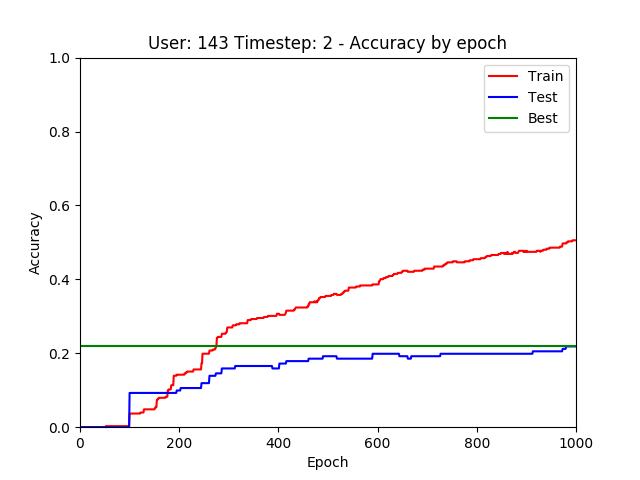 User: 143 Timestep: 2 - Accuracy by epoch
1.0
0.8
0.6
0.4
0.2
0.0
Accuracy
Train
Test
Best
0 200 400 600 800 1000
Epoch